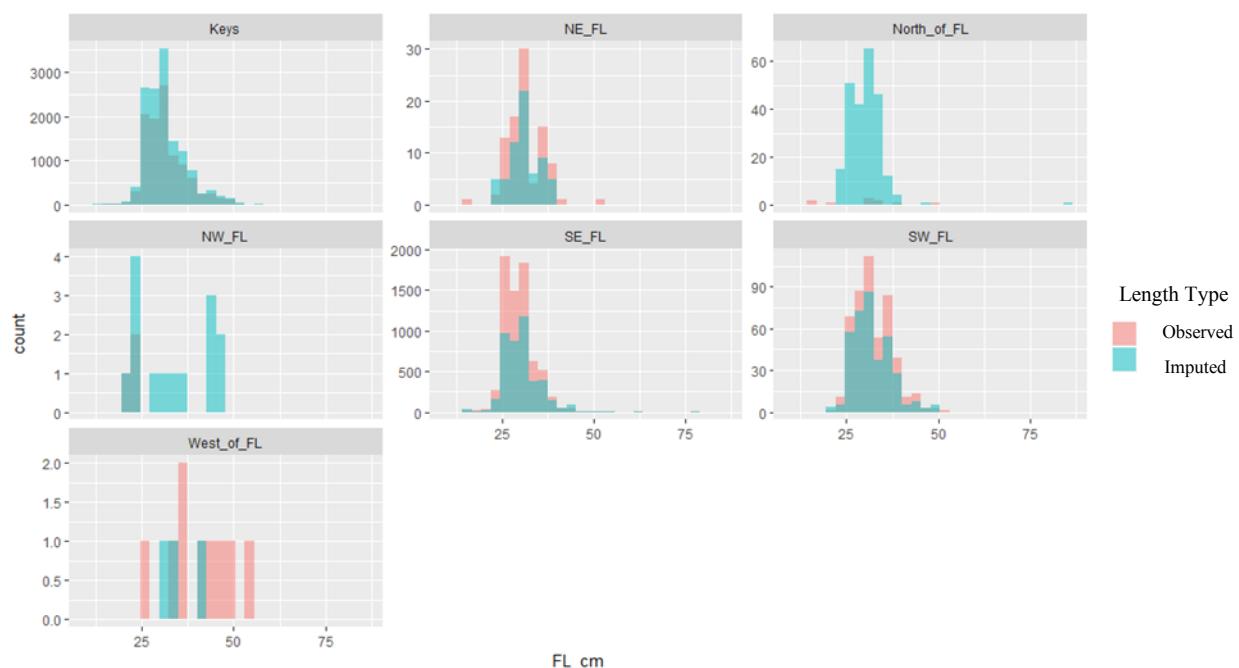 Keys
NE_FL
North_of_FL
3000
2000
1000
0
30
20
10
0
60
40
20
0
NW_FL
SE_FL
SW_FL
4
3
2
1
0
2000
1500
1000
500
0
90
60
30
0
25 50 75
25 50 75
West_of_FL
2.0
1.5
1.0
0.5
0.0
25 50 75
count
FL_cm
Length Type
Observed
Imputed